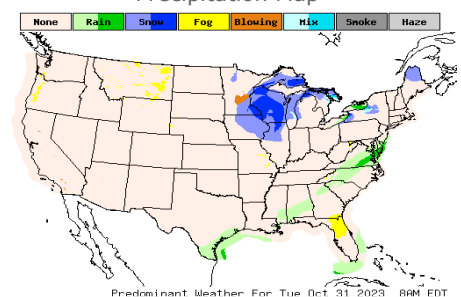 Precipitation Map
None Rain Snow Fog Blowing Mix Smoke Haze
Predominant Weather For Tue Oct 31 2023 8AM EDT